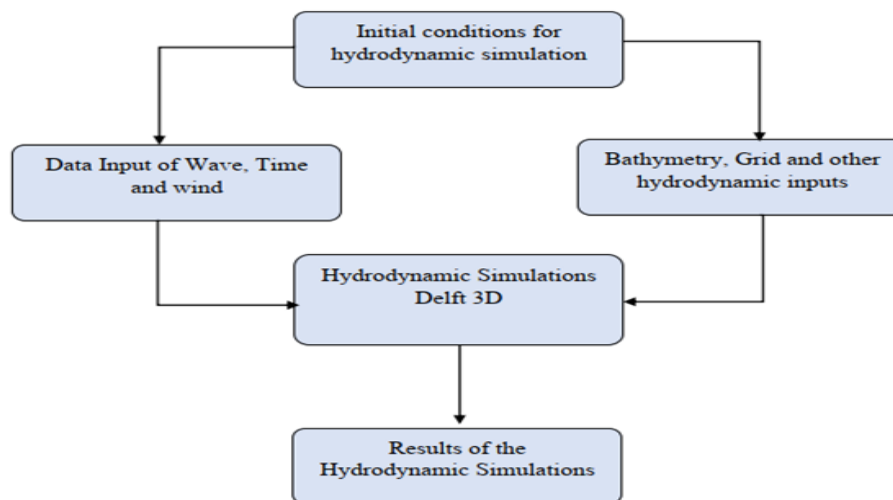 Initial conditions for
hydrodynamic simulation
Data Input of Wave, Time
and wind
Bathymetry, Grid and other
hydrodynamic inputs
Hydrodynamic Simulations
Delft 3D
Results of the
Hydrodynamic Simulations